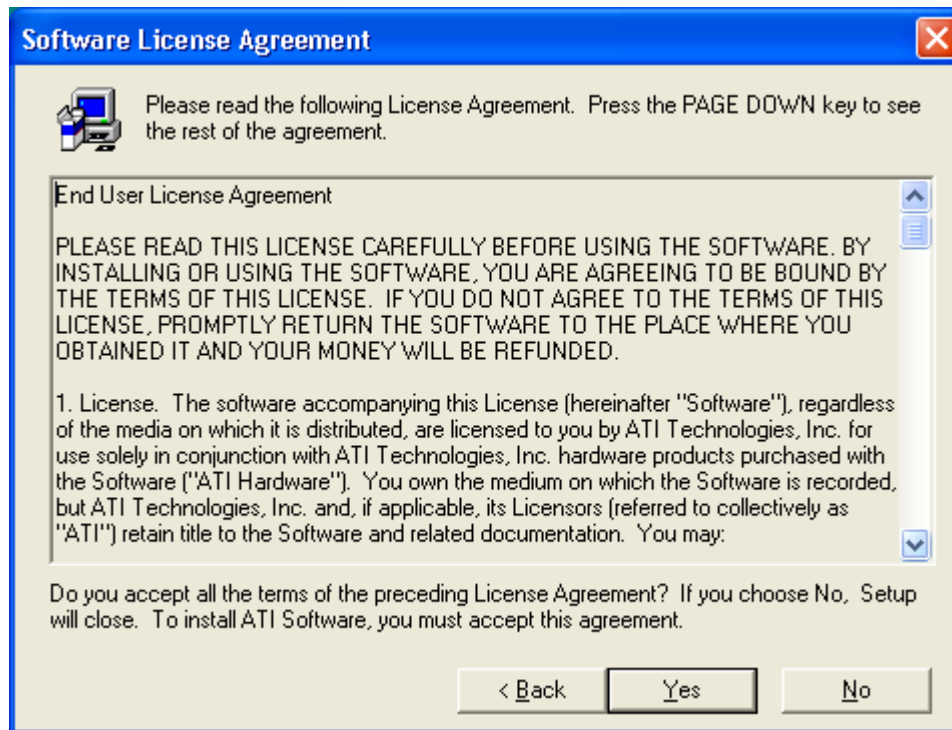 Software License Agreement
Please read the following License Agreement.  Press the PAGE DOWN key to see
the rest of the agreement.
End User License Agreement
PLEASE READ THIS LICENSE CAREFULLY BEFORE USING THE SOFTWARE. BY
INSTALLING OR USING THE SOFTWARE, YOU ARE AGREEING TO BE BOUND BY
THE TERMS OF THIS LICENSE.  IF YOU DO NOT AGREE TO THE TERMS OF THIS
LICENSE, PROMPTLY RETURN THE SOFTWARE TO THE PLACE WHERE YOU
OBTAINED IT AND YOUR MONEY WILL BE REFUNDED.
1. License.  The software accompanying this License (hereinafter "Software"), regardless
of the media on which it is distributed, are licensed to you by ATI Technologies, Inc. for
use solely in conjunction with ATI Technologies, Inc. hardware products purchased with
the Software ("ATI Hardware").  You own the medium on which the Software is recorded,
but ATI Technologies, Inc. and, if applicable, its Licensors (referred to collectively as
"ATI") retain title to the Software and related documentation.  You may:
Do you accept all the terms of the preceding License Agreement?  If you choose No,  Setup
will close.  To install ATI Software, you must accept this agreement.
< Back
Yes
No